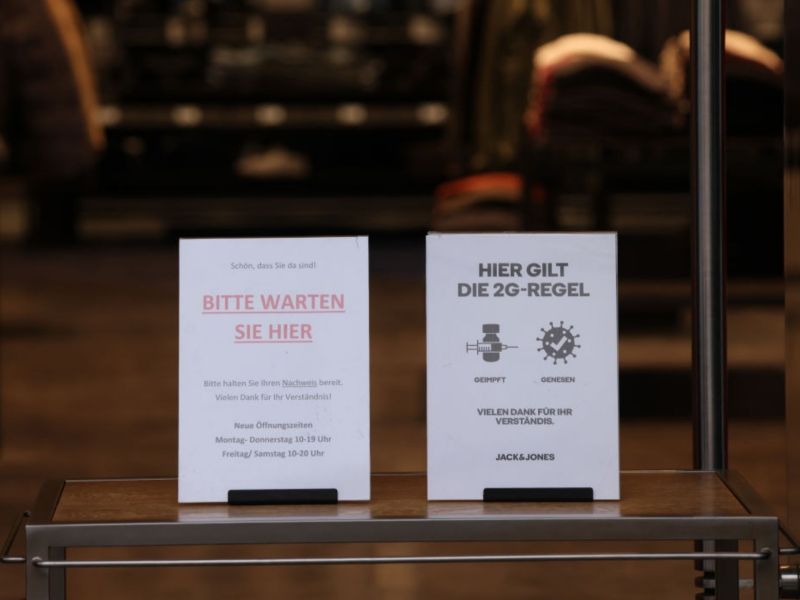 Schön, dass Sie da sind!
BITTE WARTEN
SIE HIER
Bitte halten Sie Ihren Nachweis bereit.
Vielen Dank für Ihr Verständnis!
Neue Öffnungszeiten
Montag- Donnerstag 10-19 Uhr
Freitag/ Samstag 10-20 Uhr
HIER GILT
DIE 2G-REGEL
GEIMPFT GENESEN
VIELEN DANK FÜR IHR
VERSTÄNDIS.
JACK&JONES